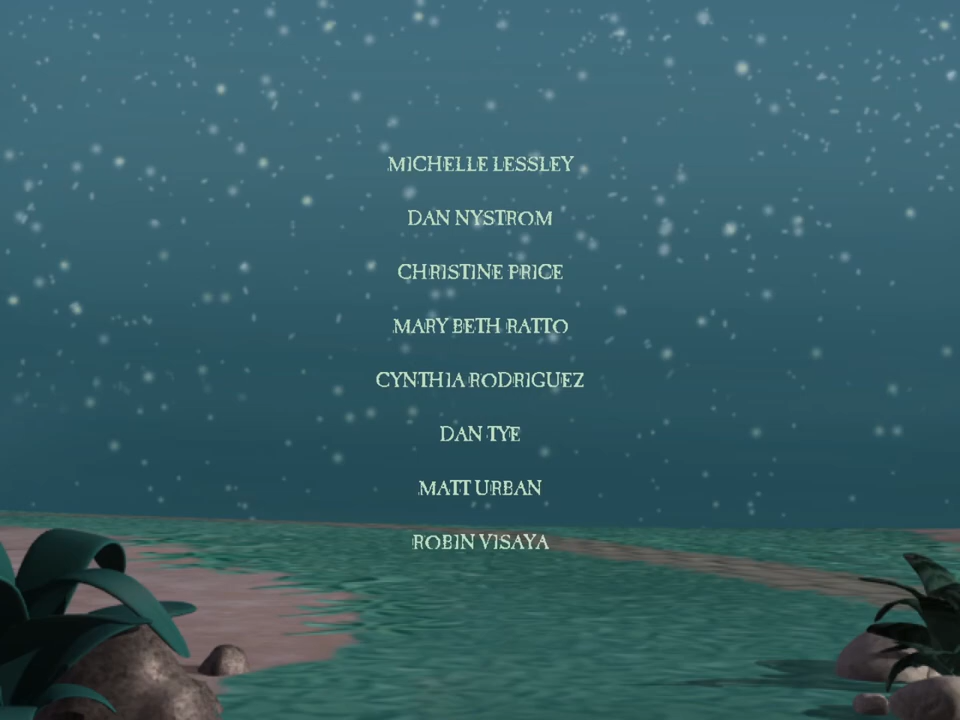 MICHELLE LESSLEY
DAN NYSTROM
CHRISTINE PRICE
MARY BETH RATTO
CYNTHIA RODRIGUEZ
DAN TYE
MATT URBAN
ROBIN VISAYA